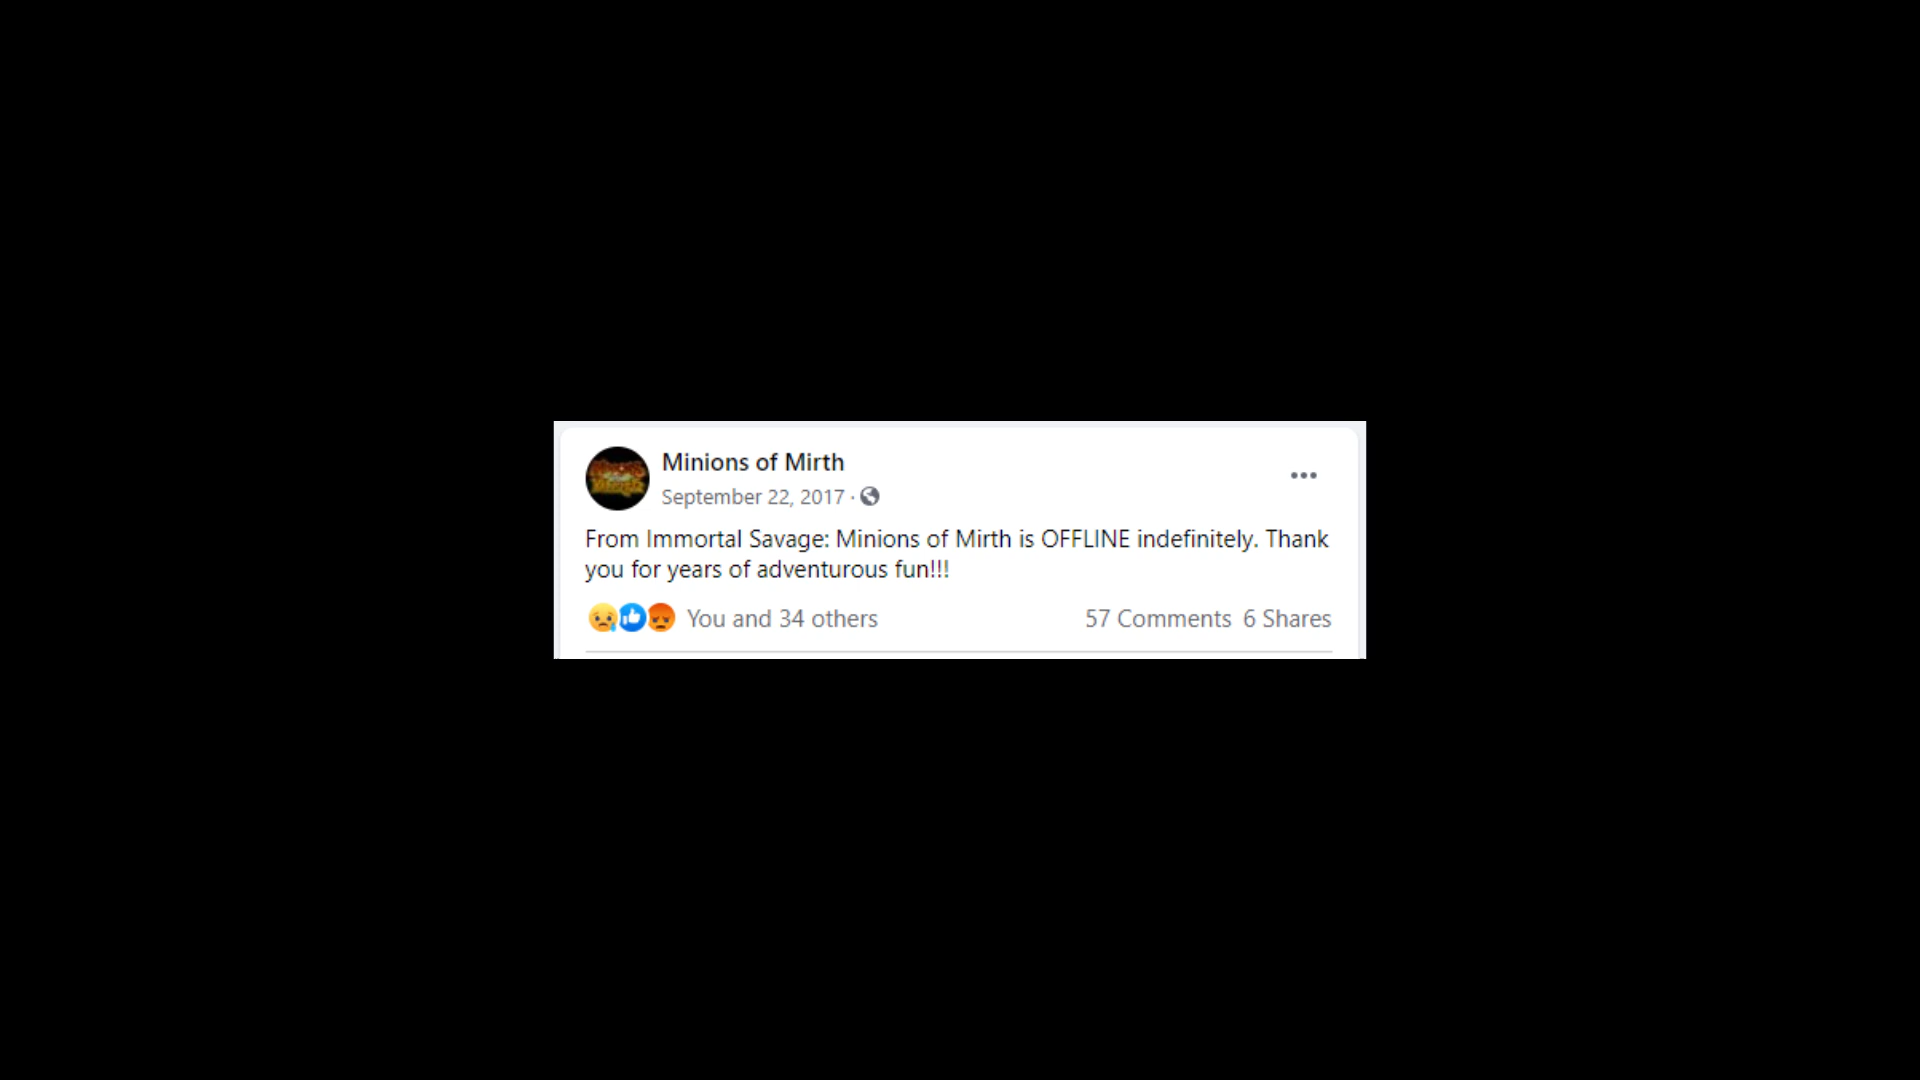 Minions of Mirth
September 22, 2017 ·
From Immortal Savage: Minions of Mirth is OFFLINE indefinitely. Thank
you for years of adventurous fun!!!
You and 34 others 57 Comments 6 Shares